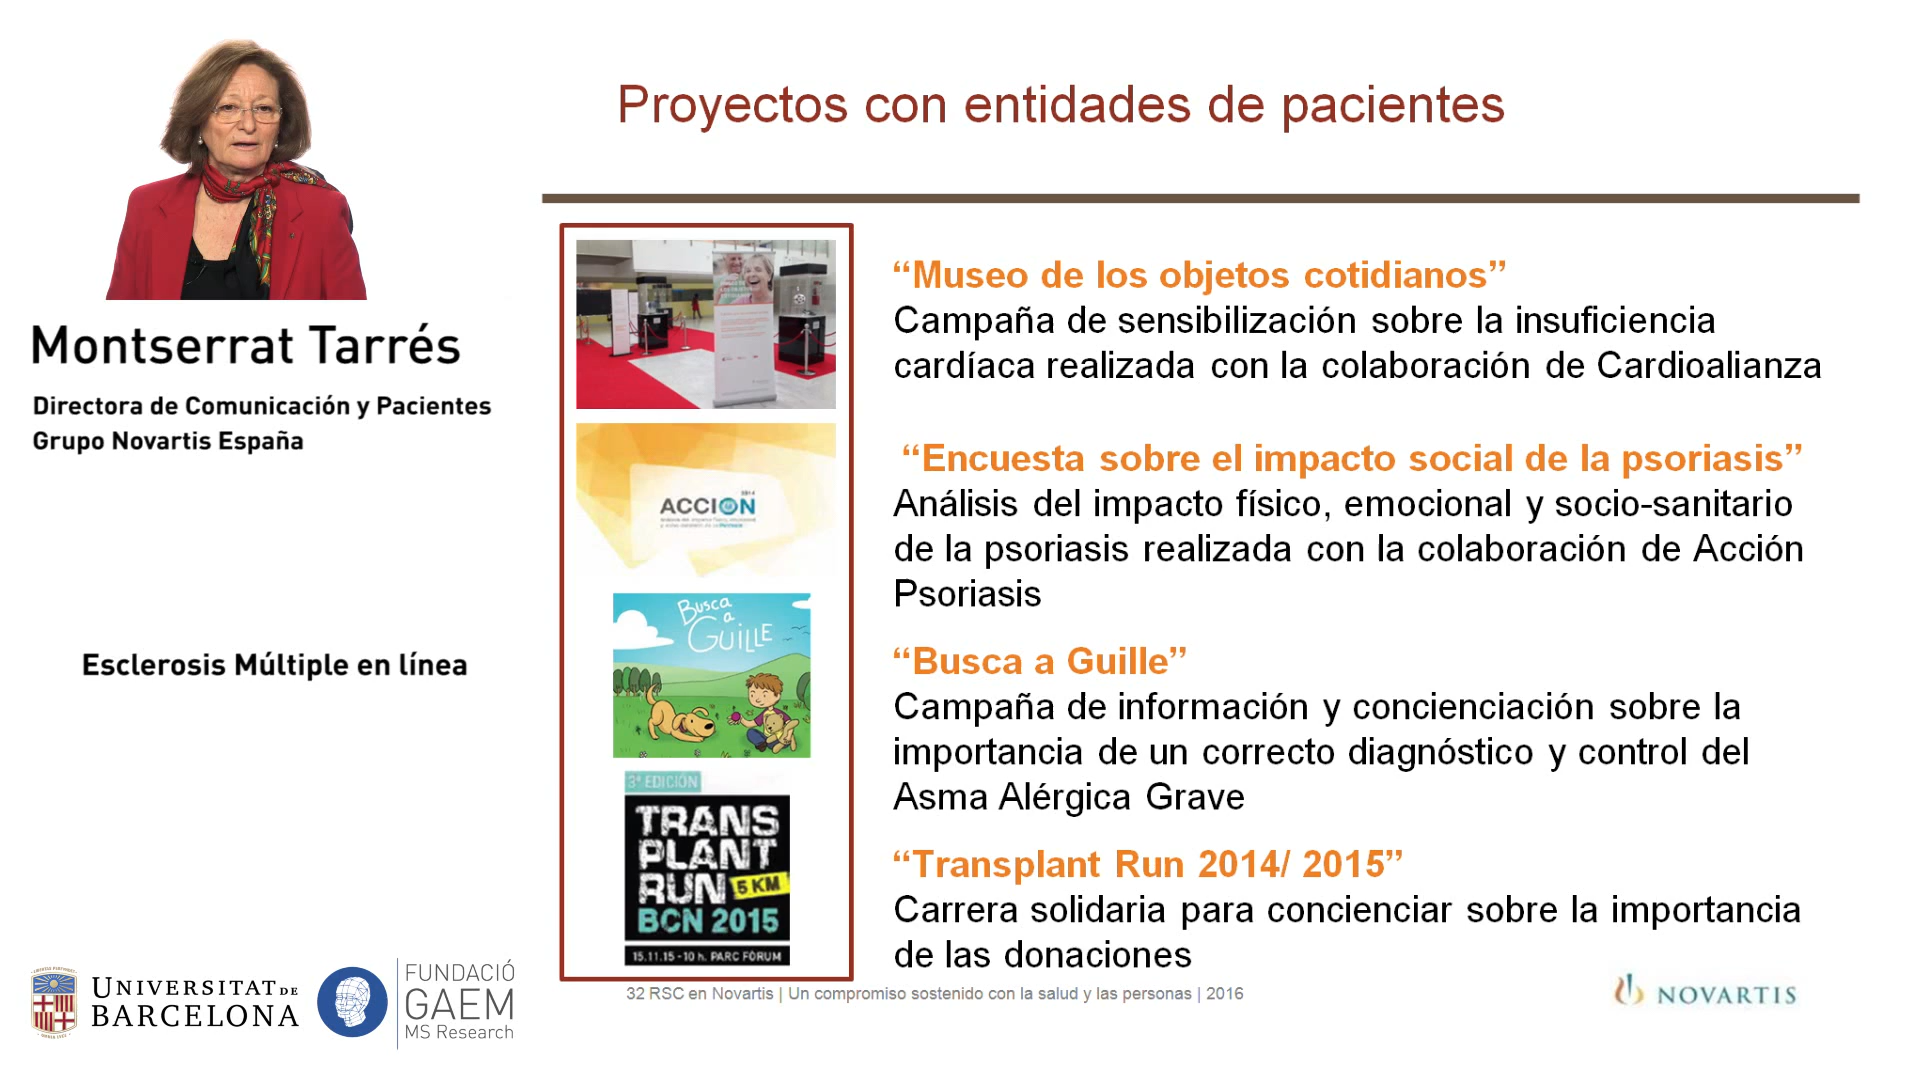 Proyectos con entidades de pacientes
Montserrat Tarrés
Directora de Comunicación y Pacientes
Grupo Novartis España
Esclerosis Múltiple en línea
UNIVERSITAT DE
BARCELONA
FUNDACIÓ
GAEM
MS Research
ACCION
Busca
a
GUILLE
3ª EDICIÓN
TRANS
PLANT
RUN 5 KM
BCN 2015
15.11.15 - 10 h. PARC FÒRUM
“Museo de los objetos cotidianos”
Campaña de sensibilización sobre la insuficiencia
cardíaca realizada con la colaboración de Cardioalianza
“Encuesta sobre el impacto social de la psoriasis”
Análisis del impacto físico, emocional y socio-sanitario
de la psoriasis realizada con la colaboración de Acción
Psoriasis
“Busca a Guille”
Campaña de información y concienciación sobre la
importancia de un correcto diagnóstico y control del
Asma Alérgica Grave
“Transplant Run 2014/ 2015”
Carrera solidaria para concienciar sobre la importancia
de las donaciones
32 RSC en Novartis | Un compromiso sostenido con la salud y las personas | 2016
NOVARTIS